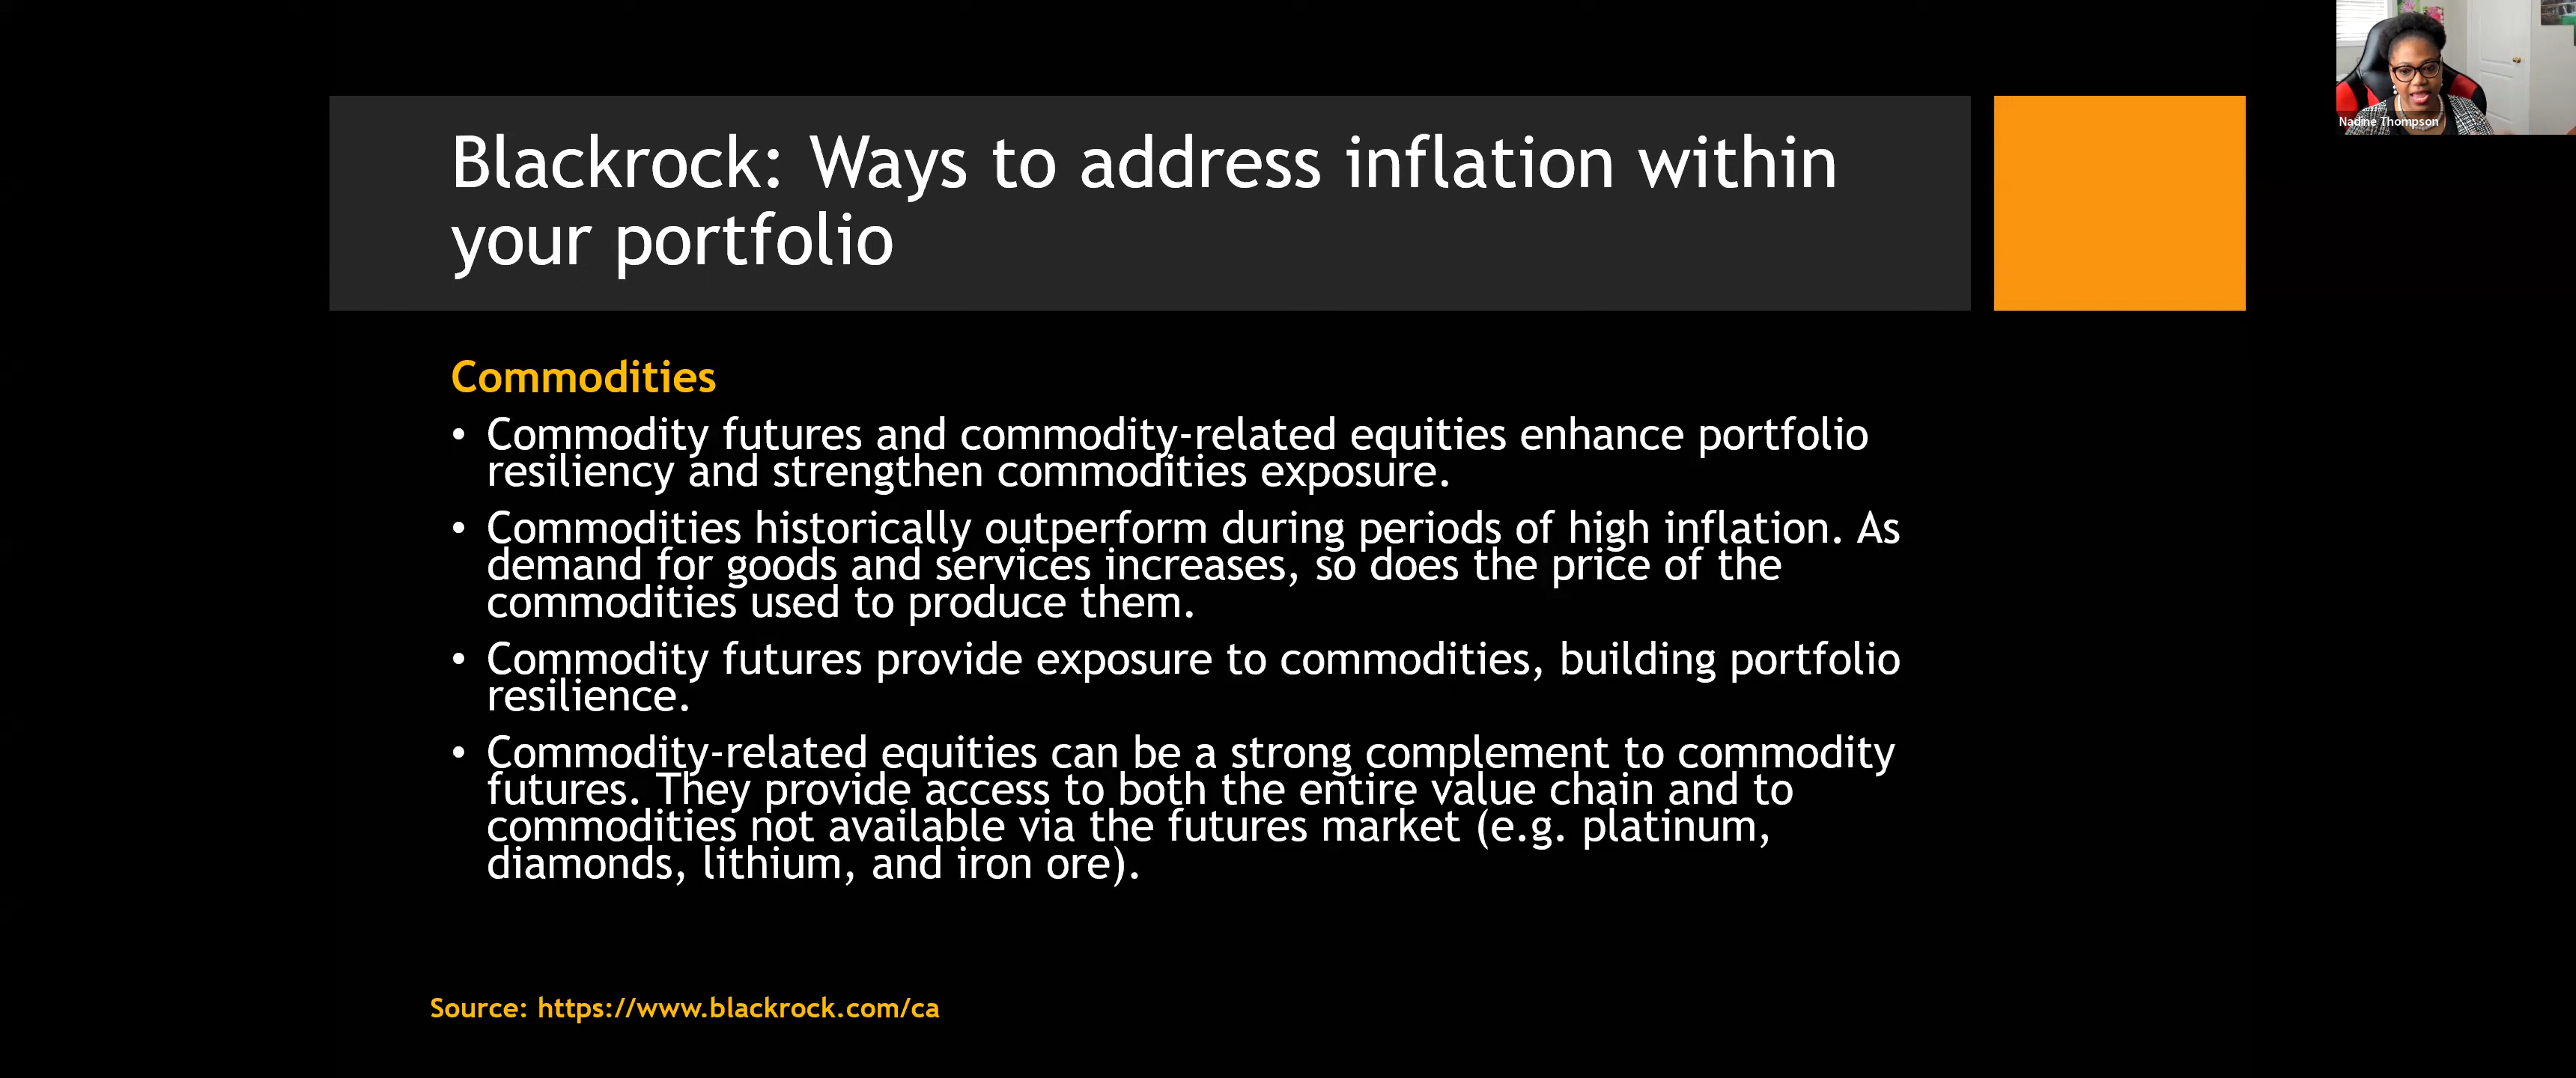 Blackrock: Ways to address inflation within
your portfolio
Nadine Thompson
Commodities
• Commodity futures and commodity-related equities enhance portfolio
resiliency and strengthen commodities exposure.
• Commodities historically outperform during periods of high inflation. As
demand for goods and services increases, so does the price of the
commodities used to produce them.
• Commodity futures provide exposure to commodities, building portfolio
resilience.
• Commodity-related equities can be a strong complement to commodity
futures. They provide access to both the entire value chain and to
commodities not available via the futures market (e.g. platinum,
diamonds, lithium, and iron ore).
Source: https://www.blackrock.com/ca